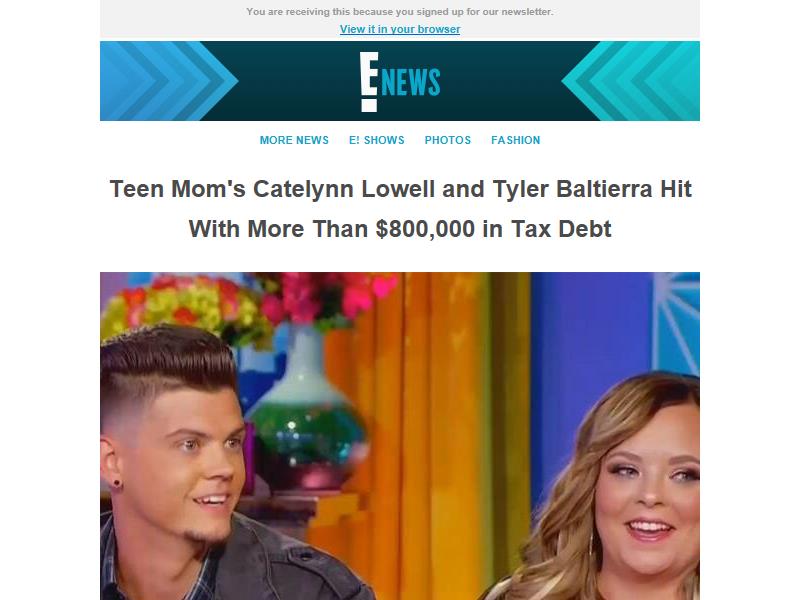 You are receiving this because you signed up for our newsletter.
View it in your browser
E! NEWS
MORE NEWS E! SHOWS PHOTOS FASHION
Teen Mom's Catelynn Lowell and Tyler Baltierra Hit
With More Than $800,000 in Tax Debt